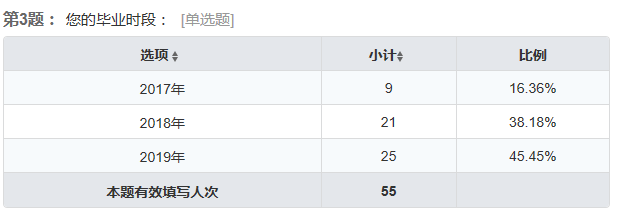 第3题： 您的毕业时段： [单选题]
选项 小计 比例
2017年 9 16.36%
2018年 21 38.18%
2019年 25 45.45%
本题有效填写人次 55